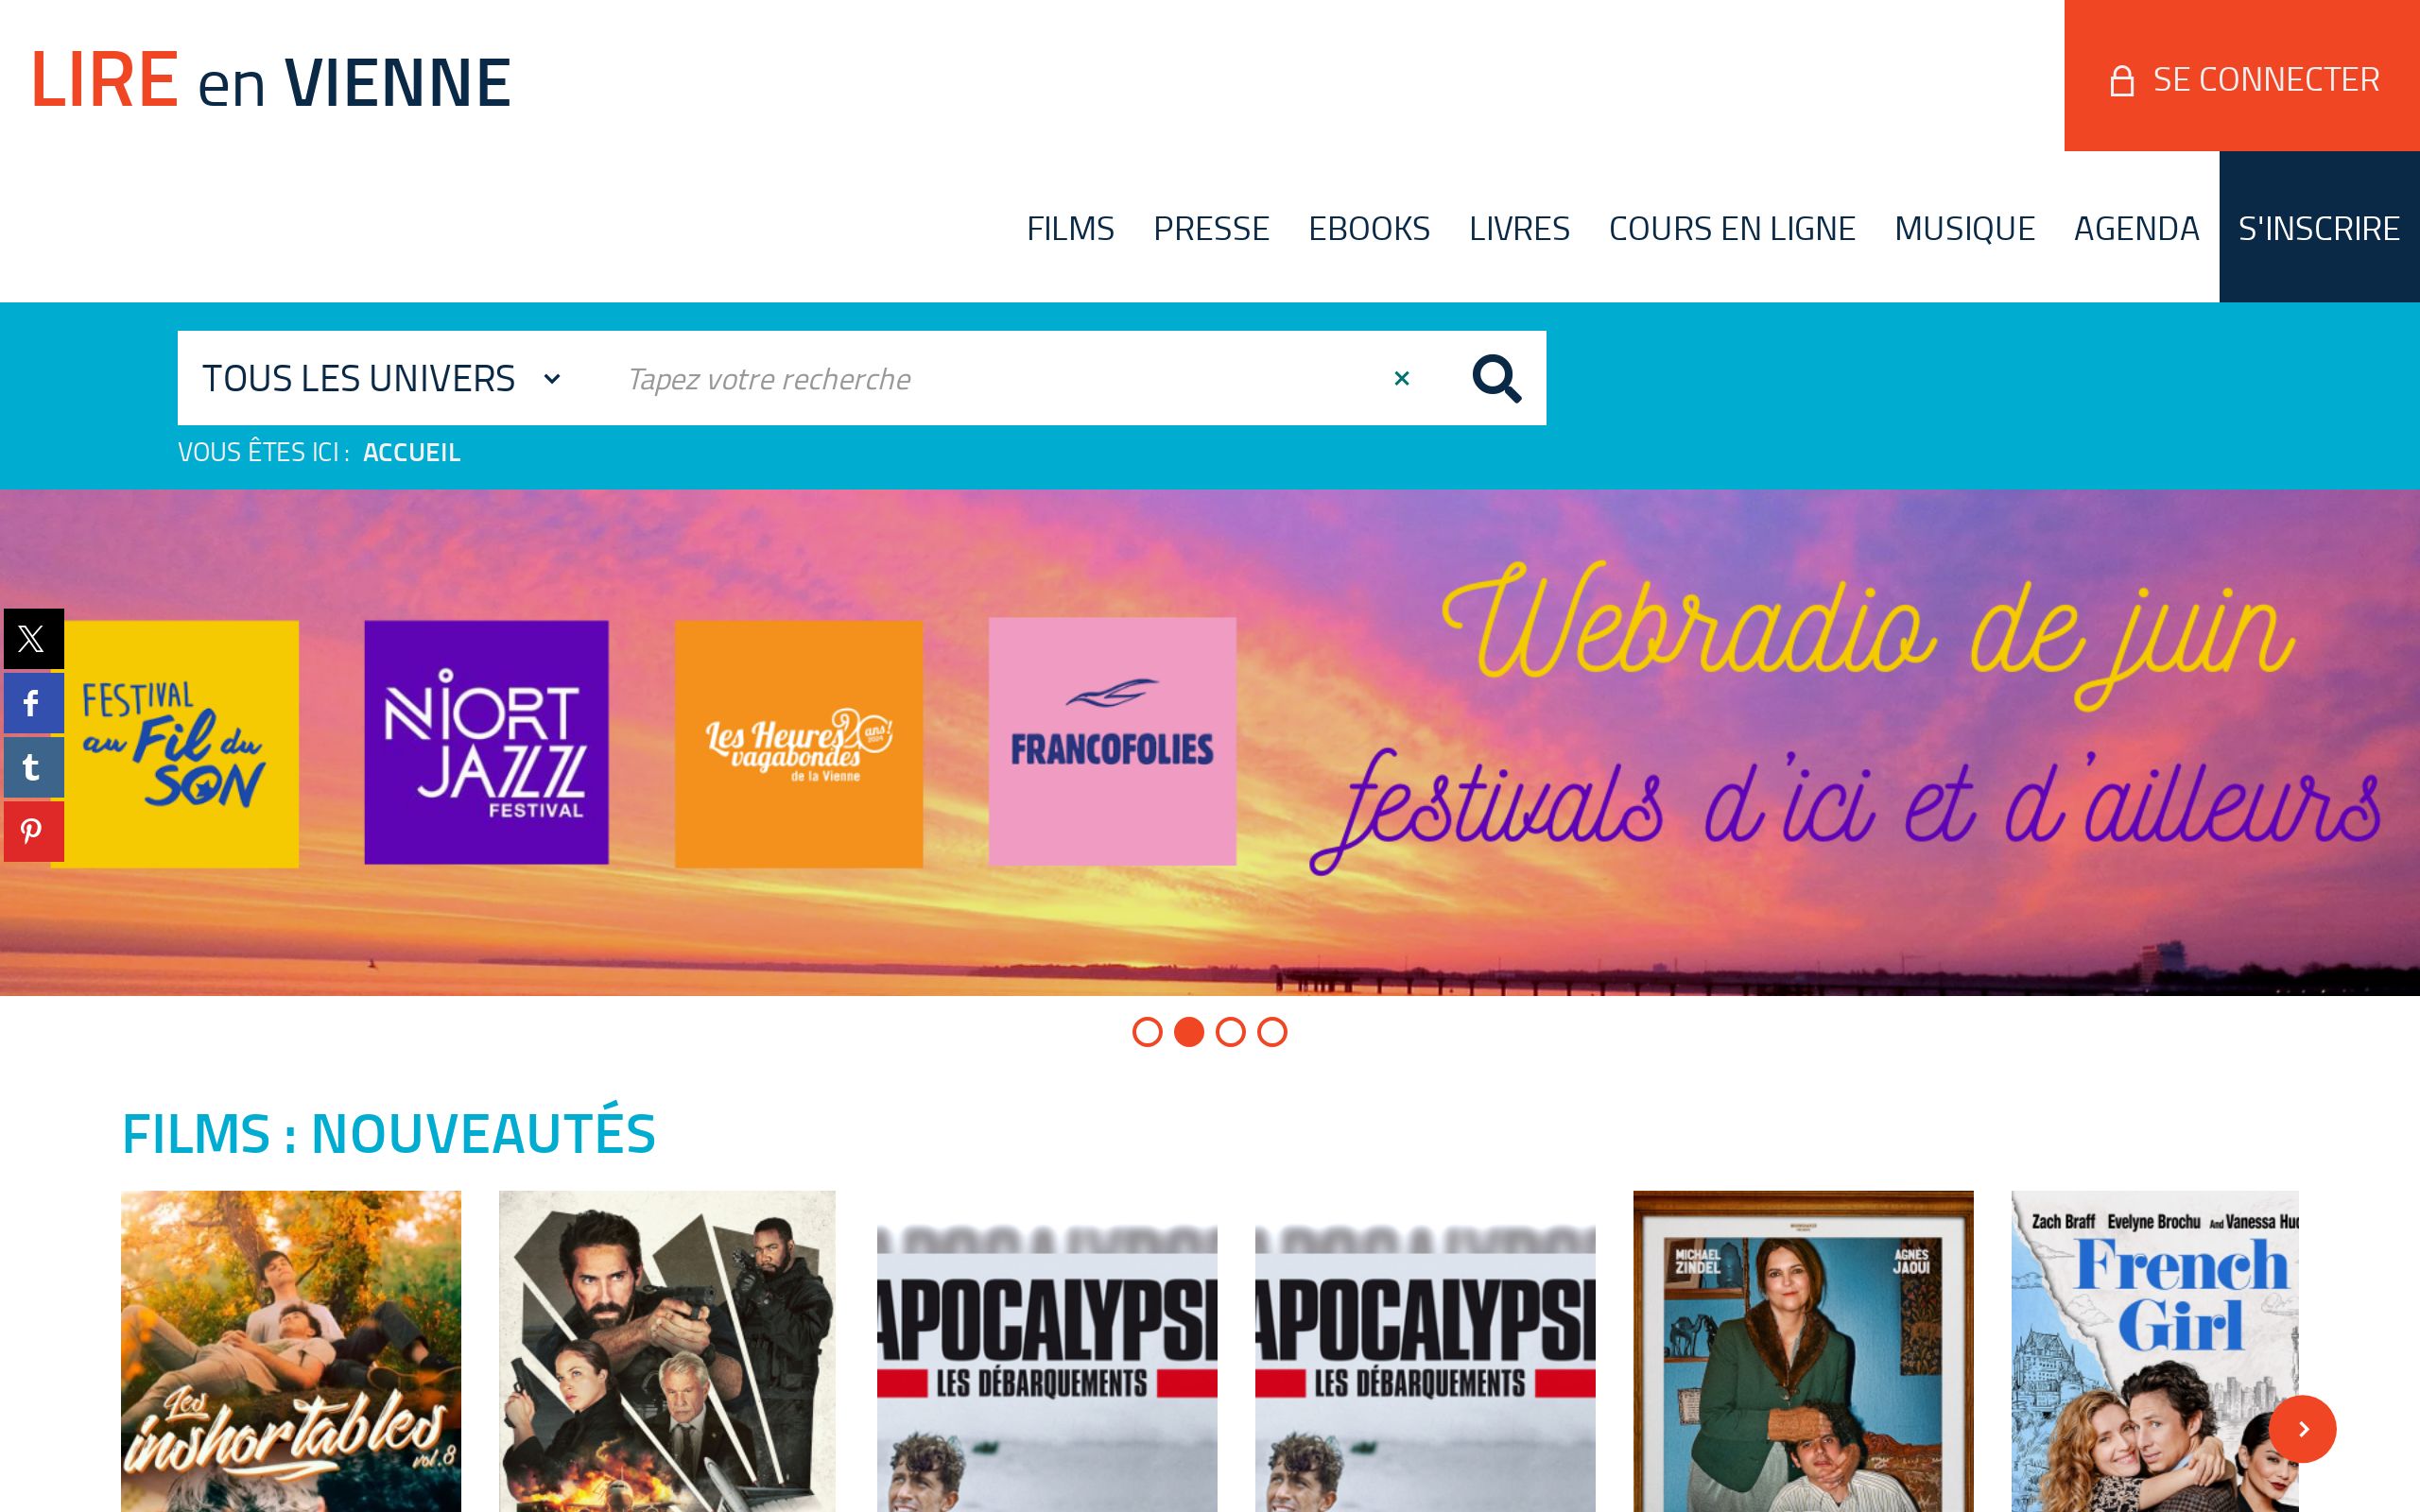 LIRE en VIENNE
SE CONNECTER
FILMS PRESSE EBOOKS LIVRES COURS EN LIGNE MUSIQUE AGENDA S'INSCRIRE
TOUS LES UNIVERS Tapez votre recherche
VOUS ÊTES ICI : ACCUEIL
FESTIVAL
au Fil du
SON
NIORT
JAZZ
FESTIVAL
Les Heures
vagabondes
de la Vienne
20 ans!
2024
FRANCOFOLIES
Webradio de juin
festivals d'ici et d'ailleurs
FILMS : NOUVEAUTÉS
Les
inshortables
vol.8
APOCALYPS
LES DÉBARQUEMENTS
APOCALYPS
LES DÉBARQUEMENTS
MICHAEL
ZINDEL
AGNÈS
JAOUI
Zach Braff Evelyne Brochu And Vanessa Hu
French
Girl